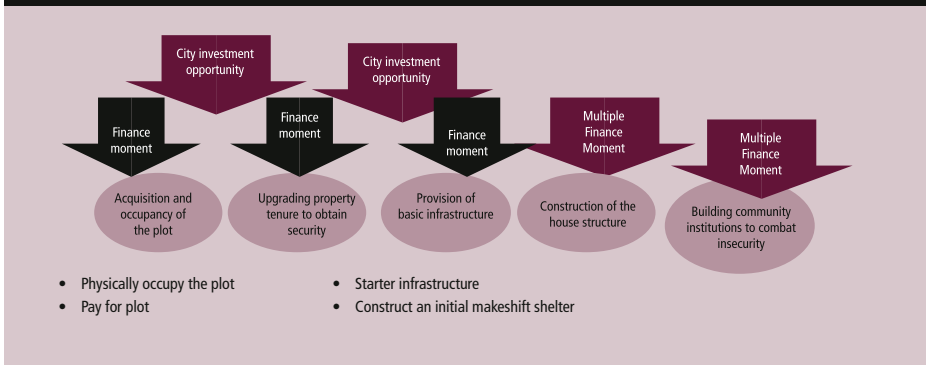 City investment
opportunity
City investment
opportunity
Finance
moment
Finance
moment
Finance
moment
Multiple
Finance
Moment
Multiple
Finance
Moment
Acquisition and
occupancy of
the plot
Upgrading property
tenure to obtain
security
Provision of
basic infrastructure
Construction of the
house structure
Building community
institutions to combat
insecurity
• Physically occupy the plot
• Pay for plot
• Starter infrastructure
• Construct an initial makeshift shelter